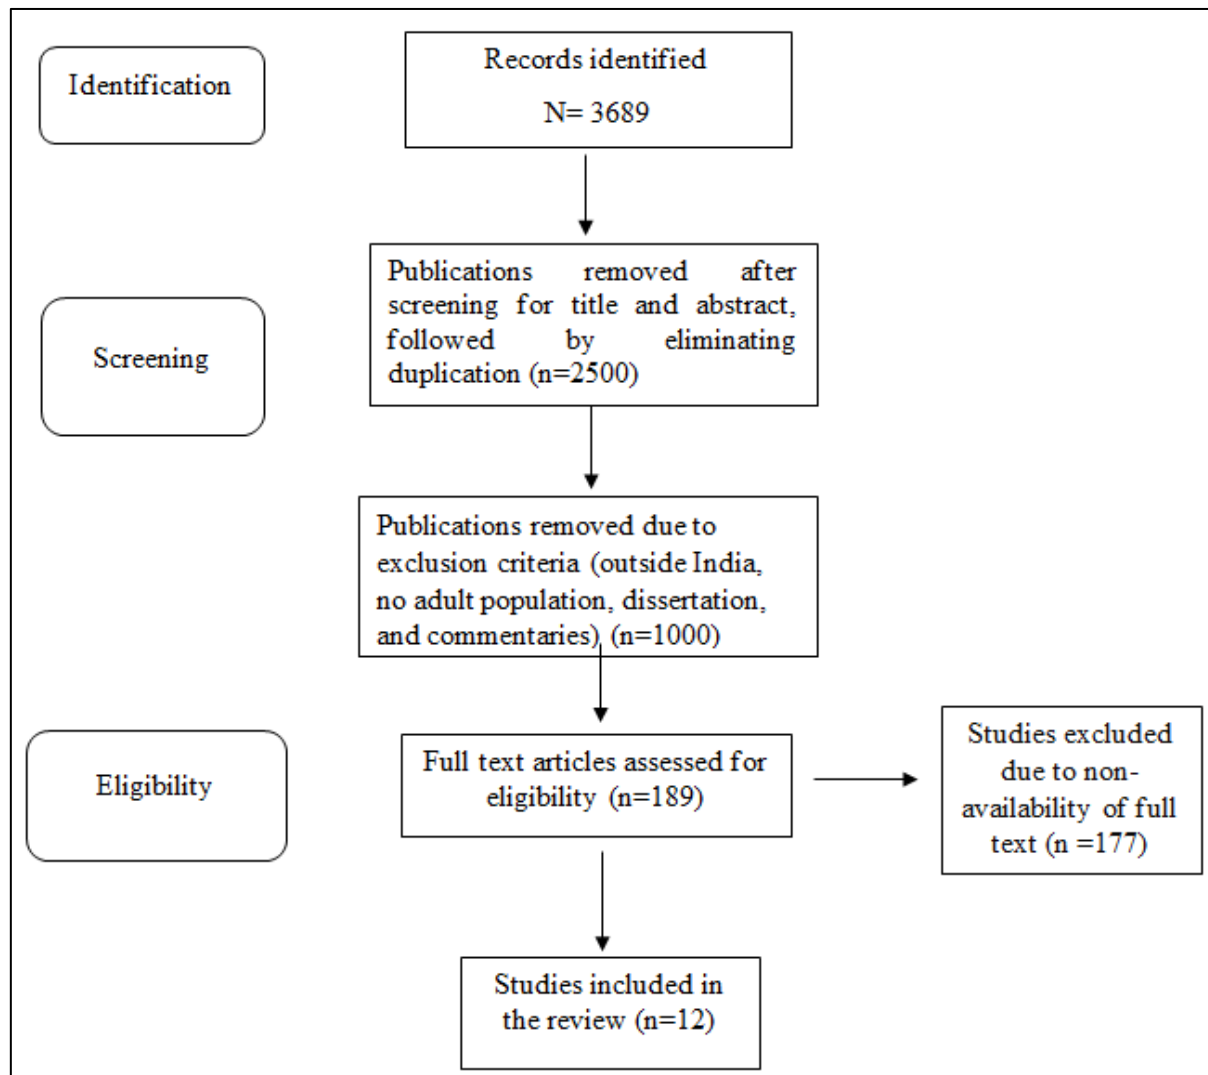 Identification
Records identified
N= 3689
Screening
Publications removed after
screening for title and abstract,
followed by eliminating
duplication (n=2500)
Publications removed due to
exclusion criteria (outside India,
no adult population, dissertation,
and commentaries) (n=1000)
Eligibility
Full text articles assessed for
eligibility (n=189)
Studies excluded
due to non-
availability of full
text (n =177)
Studies included in
the review (n=12)